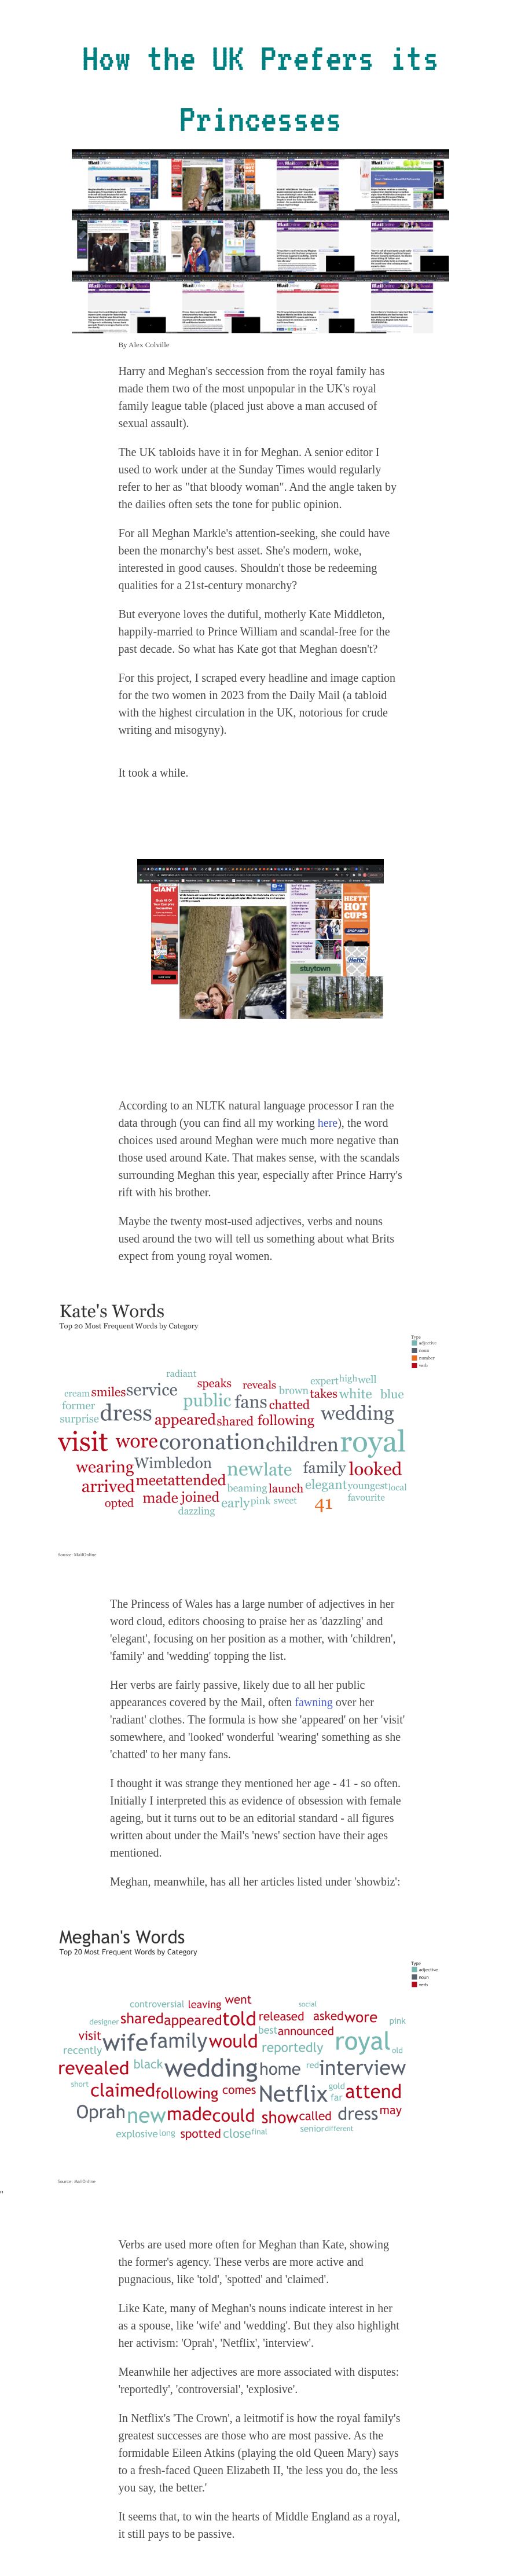 How the UK Prefers its
Princesses
By Alex Colville
Harry and Meghan's seccession from the royal family has
made them two of the most unpopular in the UK's royal
family league table (placed just above a man accused of
sexual assault).
The UK tabloids have it in for Meghan. A senior editor I
used to work under at the Sunday Times would regularly
refer to her as "that bloody woman". And the angle taken by
the dailies often sets the tone for public opinion.
For all Meghan Markle's attention-seeking, she could have
been the monarchy's best asset. She's modern, woke,
interested in good causes. Shouldn't those be redeeming
qualities for a 21st-century monarchy?
But everyone loves the dutiful, motherly Kate Middleton,
happily-married to Prince William and scandal-free for the
past decade. So what has Kate got that Meghan doesn't?
For this project, I scraped every headline and image caption
for the two women in 2023 from the Daily Mail (a tabloid
with the highest circulation in the UK, notorious for crude
writing and misogyny).
It took a while.
GIANT
HEFTY
HOT
CUPS
Hefty
stuytown
According to an NLTK natural language processor I ran the
data through (you can find all my working here), the word
choices used around Meghan were much more negative than
those used around Kate. That makes sense, with the scandals
surrounding Meghan this year, especially after Prince Harry's
rift with his brother.
Maybe the twenty most-used adjectives, verbs and nouns
used around the two will tell us something about what Brits
expect from young royal women.
Kate's Words
Top 20 Most Frequent Words by Category
Type
adjective
noun
number
verb
radiant
cream smiles service speaks reveals brown expert high well
former public fans chatted takes white blue
surprise dress appeared shared following wedding
visit wore coronation children royal
wearing Wimbledon new late family looked
arrived meet attended beaming launch elegant youngest local
opted made joined early pink sweet 41 favourite
dazzling
Source: MailOnline
The Princess of Wales has a large number of adjectives in her
word cloud, editors choosing to praise her as 'dazzling' and
'elegant', focusing on her position as a mother, with 'children',
'family' and 'wedding' topping the list.
Her verbs are fairly passive, likely due to all her public
appearances covered by the Mail, often fawning over her
'radiant' clothes. The formula is how she 'appeared' on her 'visit'
somewhere, and 'looked' wonderful 'wearing' something as she
'chatted' to her many fans.
I thought it was strange they mentioned her age - 41 - so often.
Initially I interpreted this as evidence of obsession with female
ageing, but it turns out to be an editorial standard - all figures
written about under the Mail's 'news' section have their ages
mentioned.
Meghan, meanwhile, has all her articles listed under 'showbiz':
Meghan's Words
Top 20 Most Frequent Words by Category
Type
adjective
noun
verb
controversial leaving went social
designer shared appeared told released asked wore pink
visit wife family would best announced royal
recently reportedly old
revealed black wedding home red interview
short claimed following comes Netflix gold far attend
Oprah new made could show called dress may
explosive long spotted close final senior different
Source: MailOnline
"
Verbs are used more often for Meghan than Kate, showing
the former's agency. These verbs are more active and
pugnacious, like 'told', 'spotted' and 'claimed'.
Like Kate, many of Meghan's nouns indicate interest in her
as a spouse, like 'wife' and 'wedding'. But they also highlight
her activism: 'Oprah', 'Netflix', 'interview'.
Meanwhile her adjectives are more associated with disputes:
'reportedly', 'controversial', 'explosive'.
In Netflix's 'The Crown', a leitmotif is how the royal family's
greatest successes are those who are most passive. As the
formidable Eileen Atkins (playing the old Queen Mary) says
to a fresh-faced Queen Elizabeth II, 'the less you do, the less
you say, the better.'
It seems that, to win the hearts of Middle England as a royal,
it still pays to be passive.